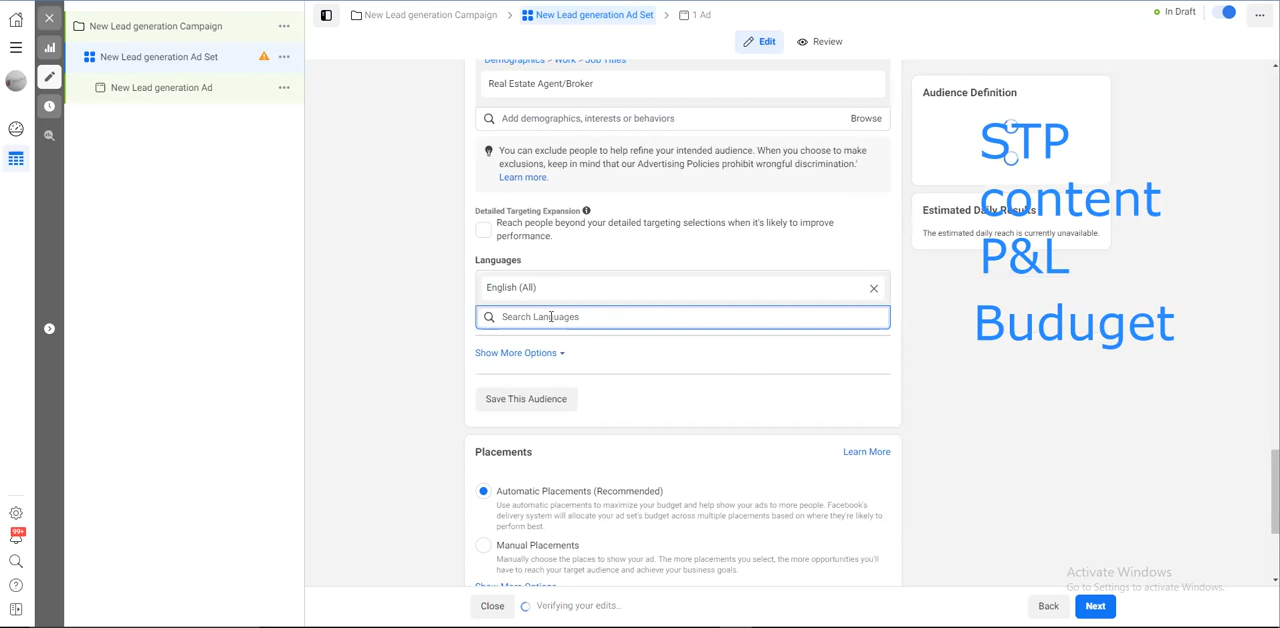 New Lead generation Campaign
New Lead generation Ad Set
New Lead generation Ad
99+
New Lead generation Campaign > New Lead generation Ad Set > 1 Ad
In Draft
Edit
Review
Demographics > Work > Job Titles
Real Estate Agent/Broker
Add demographics, interests or behaviors
Browse
You can exclude people to help refine your intended audience. When you choose to make
exclusions, keep in mind that our Advertising Policies prohibit wrongful discrimination.'
Learn more.
Detailed Targeting Expansion
Reach people beyond your detailed targeting selections when it's likely to improve
performance.
Languages
English (All)
Search Languages
Show More Options
Save This Audience
Placements
Learn More
Automatic Placements (Recommended)
Use automatic placements to maximize your budget and help show your ads to more people. Facebook's
delivery system will allocate your ad set's budget across multiple placements based on where they're likely to
perform best.
Manual Placements
Manually choose the places to show your ad. The more placements you select, the more opportunities you'll
have to reach your target audience and achieve your business goals.
Show More Options
Close
Verifying your edits...
Back
Next
Audience Definition
STP
content
Estimated Daily Results
The estimated daily reach is currently unavailable.
P&L
Buduget
Activate Windows
Go to Settings to activate Windows.